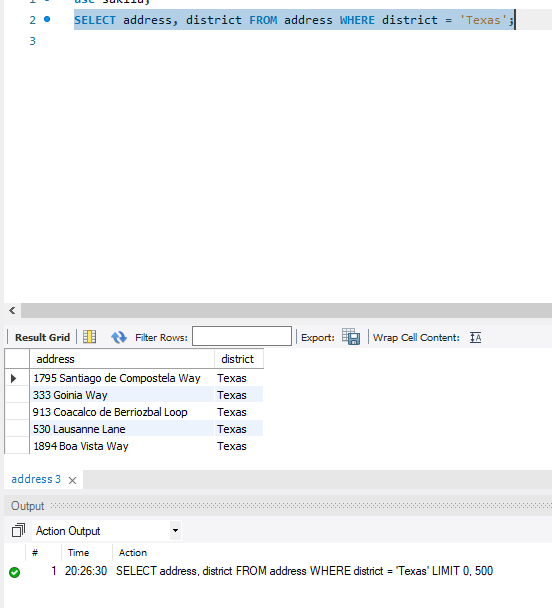 1
2 SELECT address, district FROM address WHERE district = 'Texas';
3
Result Grid Filter Rows: Export: Wrap Cell Content:
address district
1795 Santiago de Compostela Way Texas
333 Goinia Way Texas
913 Coacalco de Berriozbal Loop Texas
530 Lausanne Lane Texas
1894 Boa Vista Way Texas
address 3
Output
Action Output
# Time Action
1 20:26:30 SELECT address, district FROM address WHERE district = 'Texas' LIMIT 0, 500